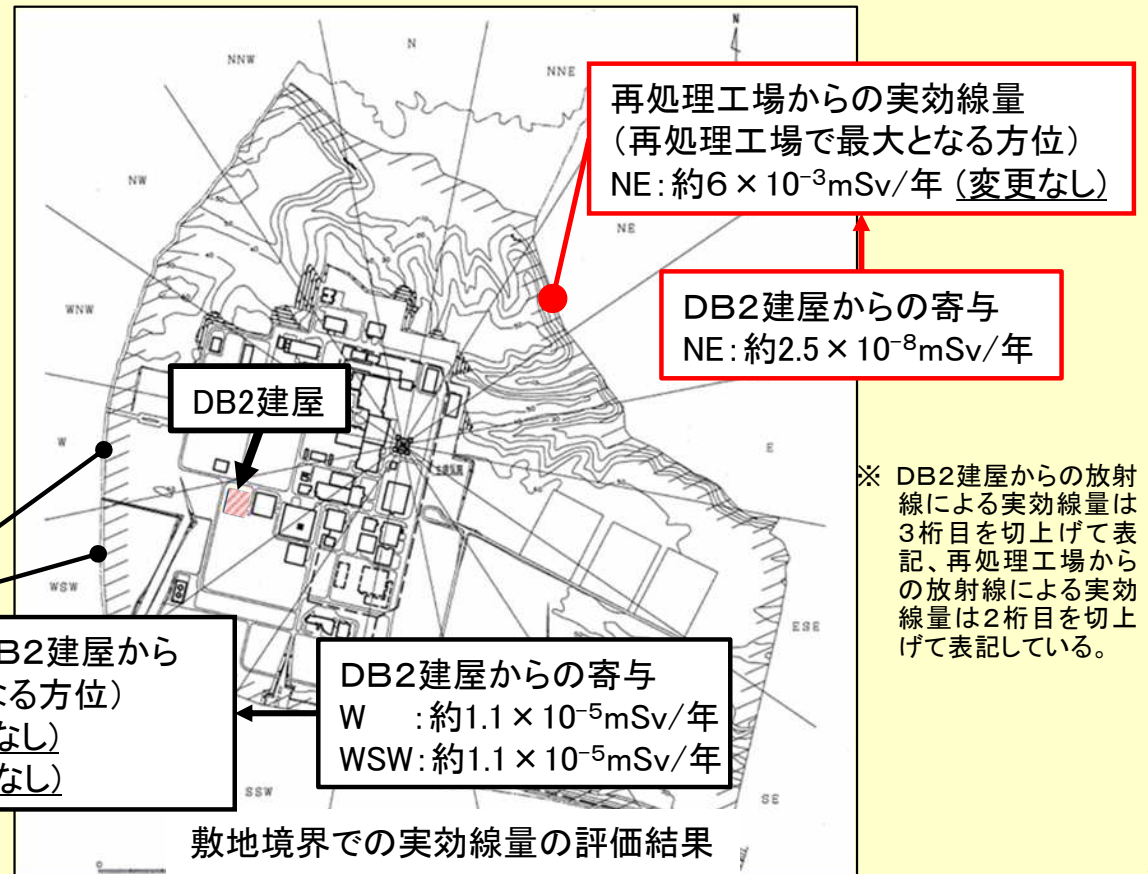 N
N
NNW
NNE
再処理工場からの実効線量
(再処理工場で最大となる方位)
NE:約6×10⁻³mSv/年 (変更なし)
NW
NE
DB2建屋からの寄与
NE:約2.5×10⁻⁸mSv/年
WNW
DB2建屋
W
E
※ DB2建屋からの放射
線による実効線量は
3桁目を切上げて表
記、再処理工場から
の放射線による実効
線量は2桁目を切上
げて表記している。
主排気筒
WSW
ESE
B2建屋から
なる方位)
なし)
なし)
DB2建屋からの寄与
W :約1.1×10⁻⁵mSv/年
WSW:約1.1×10⁻⁵mSv/年
SSW
SE
敷地境界での実効線量の評価結果
0